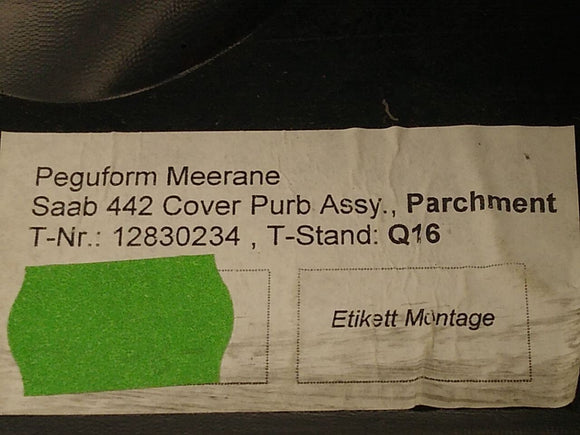 Peguform Meerane
Saab 442 Cover Purb Assy., Parchment
T-Nr.: 12830234 , T-Stand: Q16
Etikett Montage